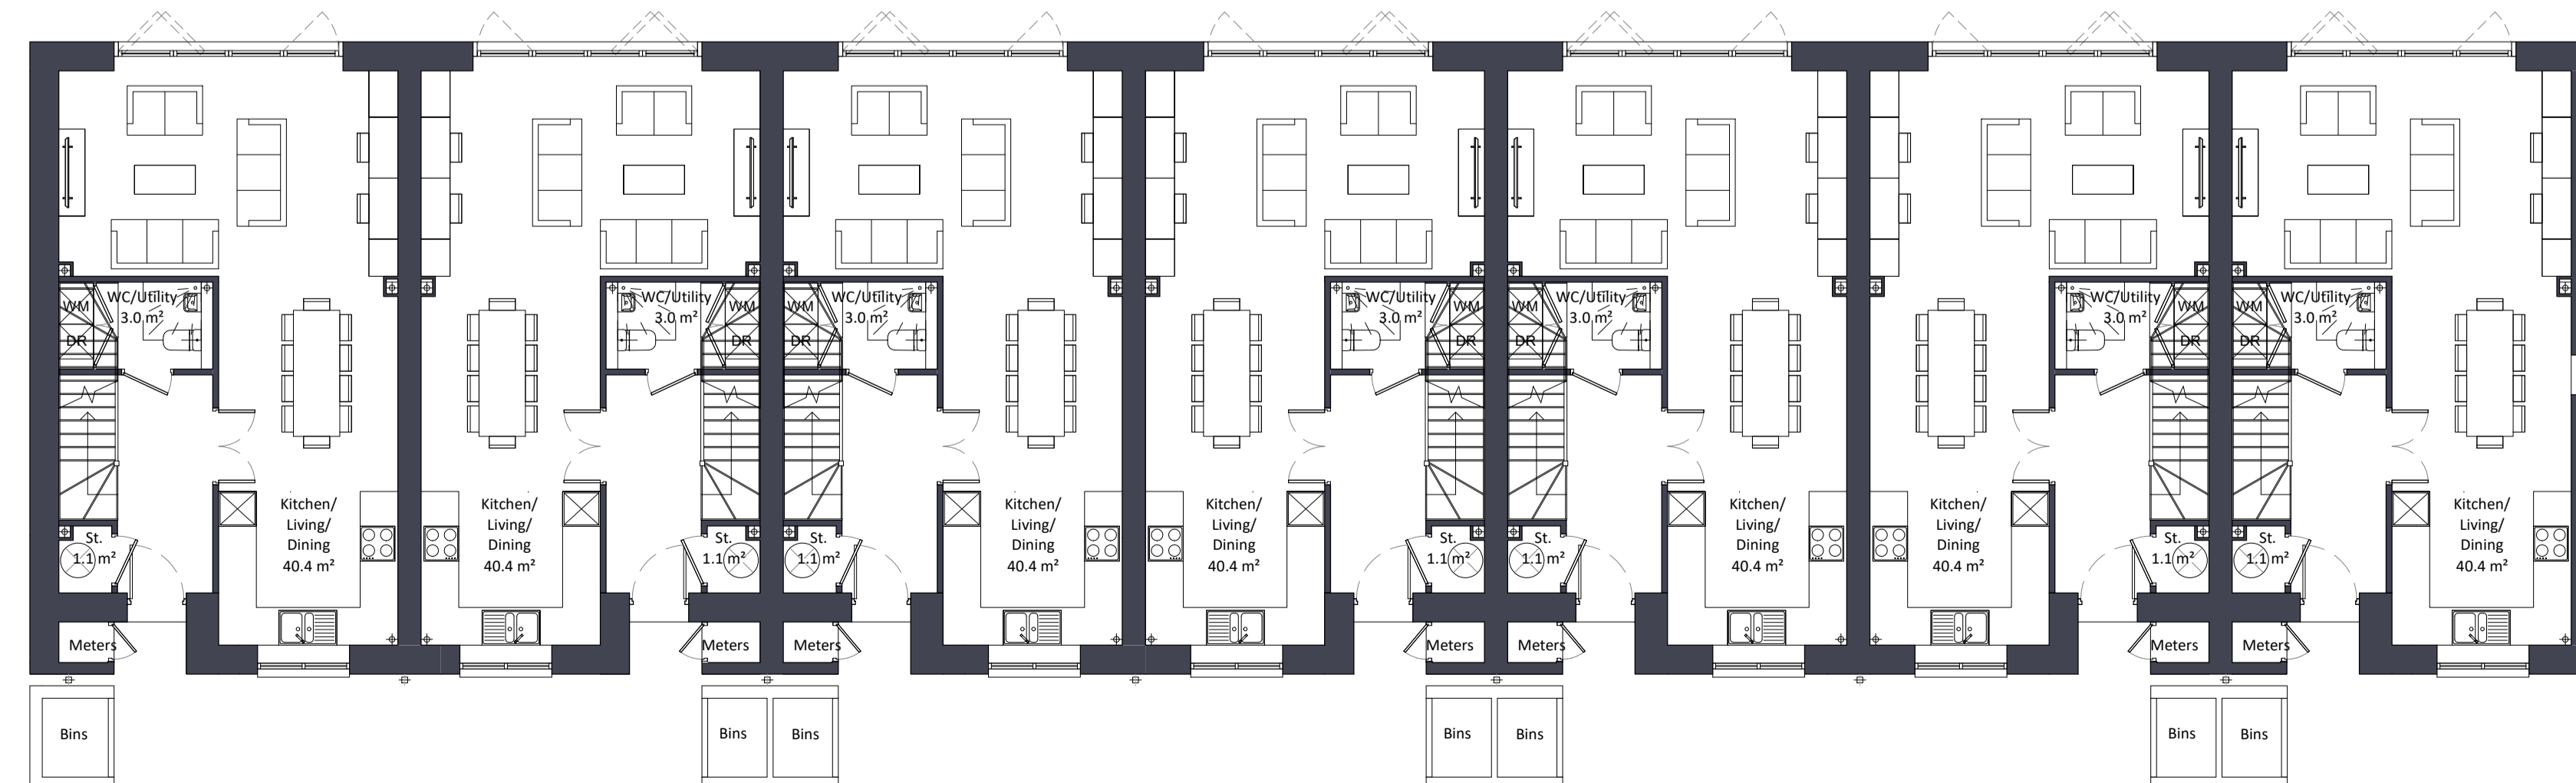 WM
WC/Utility
3.0 m²
DR
Kitchen/
Living/
Dining
40.4 m²
St.
1.1 m²
Meters
Bins
WC/Utility
3.0 m²
WM
DR
Kitchen/
Living/
Dining
40.4 m²
St.
1.1 m²
Meters
Bins
WM
WC/Utility
3.0 m²
DR
Kitchen/
Living/
Dining
40.4 m²
St.
1.1 m²
Meters
Bins
WC/Utility
3.0 m²
WM
DR
Kitchen/
Living/
Dining
40.4 m²
St.
1.1 m²
Meters
Bins
WM
WC/Utility
3.0 m²
DR
Kitchen/
Living/
Dining
40.4 m²
St.
1.1 m²
Meters
Bins
WC/Utility
3.0 m²
WM
DR
Kitchen/
Living/
Dining
40.4 m²
St.
1.1 m²
Meters
Bins
WM
WC/Utility
3.0 m²
DR
Kitchen/
Living/
Dining
40.4 m²
St.
1.1 m²
Meters
Bins